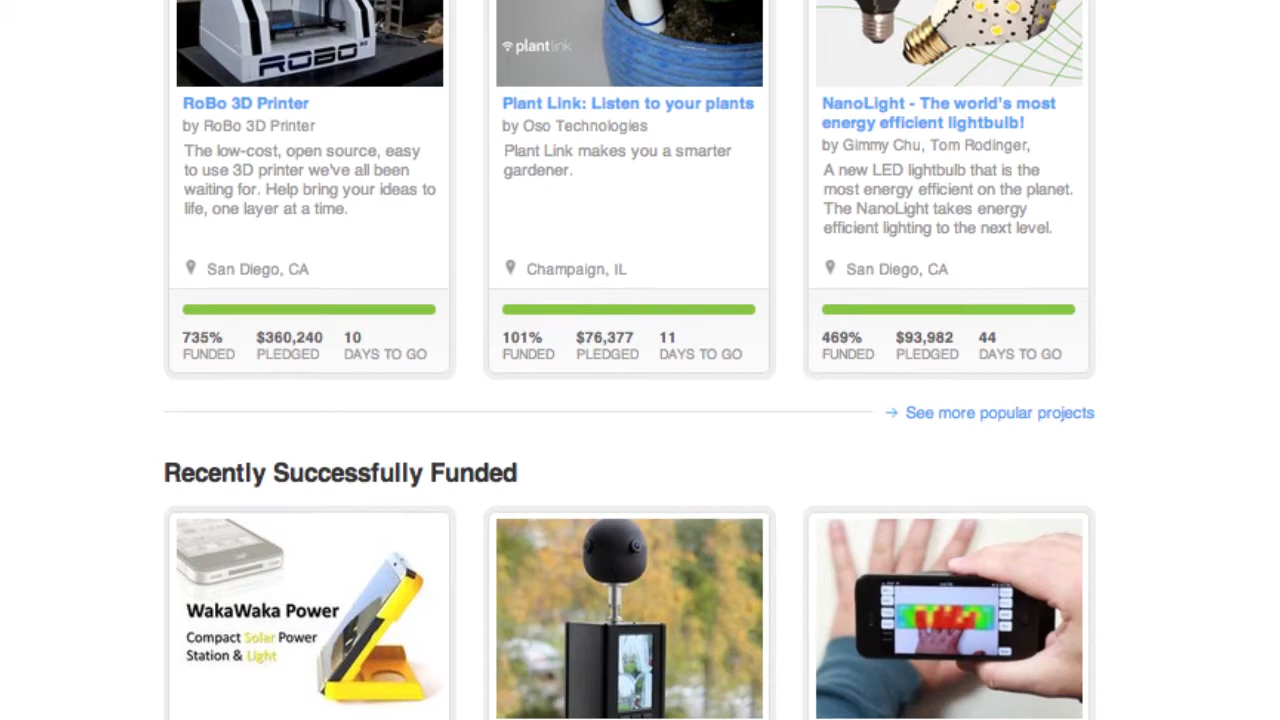 ROBO 3D
plantlink
RoBo 3D Printer
by RoBo 3D Printer
The low-cost, open source, easy
to use 3D printer we've all been
waiting for. Help bring your ideas to
life, one layer at a time.
San Diego, CA
735% $360,240 10
FUNDED PLEDGED DAYS TO GO
Plant Link: Listen to your plants
by Oso Technologies
Plant Link makes you a smarter
gardener.
Champaign, IL
101% $76,377 11
FUNDED PLEDGED DAYS TO GO
NanoLight - The world's most
energy efficient lightbulb!
by Gimmy Chu, Tom Rodinger,
A new LED lightbulb that is the
most energy efficient on the planet.
The NanoLight takes energy
efficient lighting to the next level.
San Diego, CA
469% $93,982 44
FUNDED PLEDGED DAYS TO GO
→ See more popular projects
Recently Successfully Funded
WakaWaka Power
Compact Solar Power
Station & Light